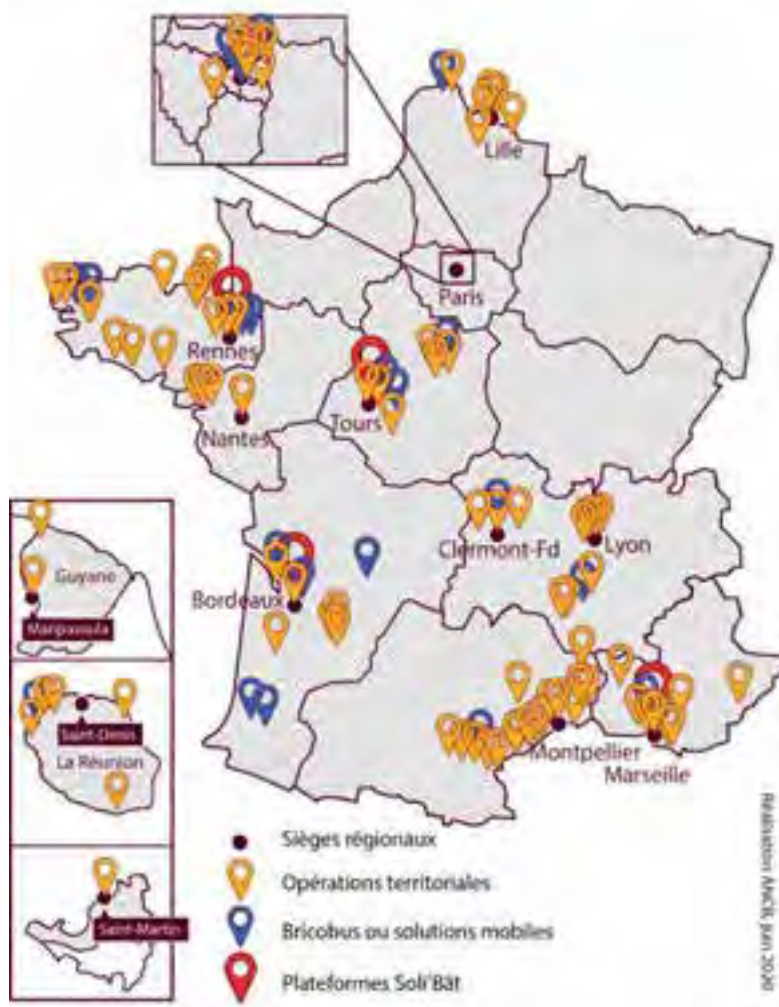 Lille
Paris
Rennes
Nantes
Tours
Clermont-Fd
Lyon
Bordeaux
Montpellier
Marseille
Guyane
Maripasoula
Saint-Denis
La Réunion
Saint-Martin
Sièges régionaux
Opérations territoriales
Bricobus ou solutions mobiles
Plateformes Soli'Bât
Réalisation ANCB, juin 2020